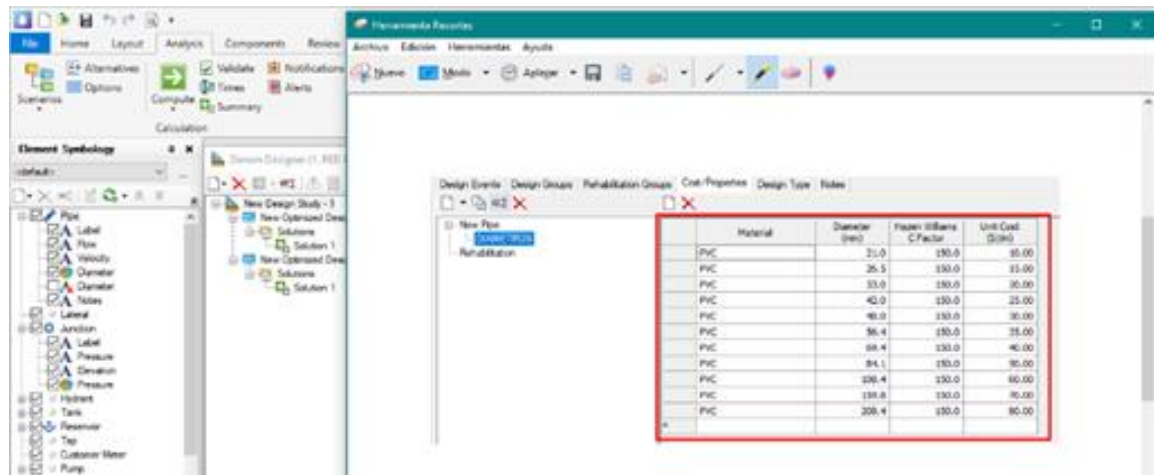 File Home Layout Analysis Components Review
Scenarios
Alternatives
Options
Compute
Validate Notifications
Times Alerts
Summary
Calculation
Element Symbology
<default>
Pipe
Label
Flow
Velocity
Diameter
Diameter
Notes
Lateral
Junction
Label
Pressure
Elevation
Pressure
Hydrant
Tank
Reservoir
Tap
Customer Meter
Pump
Darwin Designer
New Design Study - 1
New Optimized Des
Solutions
Solution 1
New Optimized Des
Solutions
Solution 1
Herramienta Recortes
Archivo Edición Herramientas Ayuda
Nuevo Modo Aplazar
Design Events Design Groups Rehabilitation Groups Cost/Properties Design Type Notes
New Pipe
Rehabilitation
Material Diameter (mm) Hazen Williams C Factor Unit Cost ($/m)
PVC 21.0 150.0 10.00
PVC 26.5 150.0 15.00
PVC 33.0 150.0 20.00
PVC 42.0 150.0 25.00
PVC 48.0 150.0 30.00
PVC 56.4 150.0 35.00
PVC 69.4 150.0 40.00
PVC 84.1 150.0 50.00
PVC 108.4 150.0 60.00
PVC 150.0 70.00
PVC 208.4 150.0 80.00